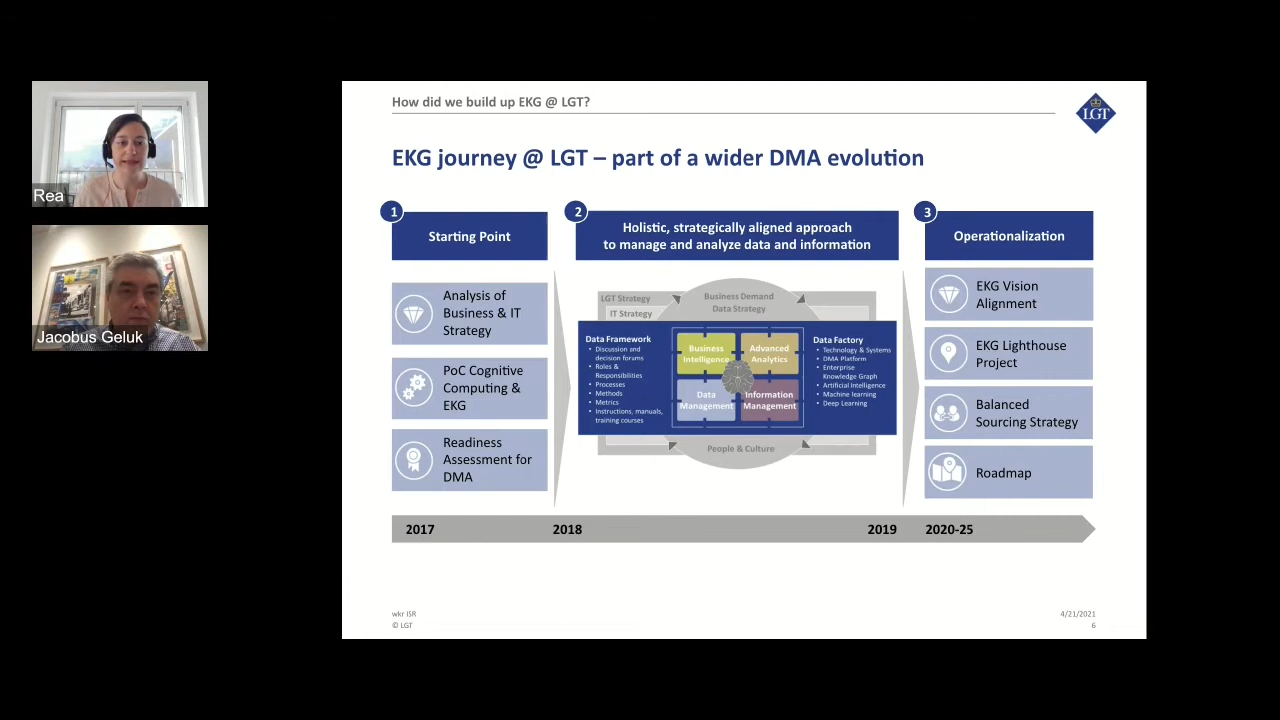 Rea
Jacobus Geluk
How did we build up EKG @ LGT?
LGT
EKG journey @ LGT – part of a wider DMA evolution
1
Starting Point
Analysis of
Business & IT
Strategy
PoC Cognitive
Computing &
EKG
Readiness
Assessment for
DMA
2
Holistic, strategically aligned approach
to manage and analyze data and information
LGT Strategy
IT Strategy
Business Demand
Data Strategy
Data Framework
• Discussion and
decision forums
• Roles &
Responsibilities
• Processes
• Methods
• Metrics
• Instructions, manuals,
training courses
Business
Intelligence
Advanced
Analytics
Data
Management
Information
Management
Data Factory
• Technology & Systems
• DMA Platform
• Enterprise
Knowledge Graph
• Artificial Intelligence
• Machine learning
• Deep Learning
People & Culture
3
Operationalization
EKG Vision
Alignment
EKG Lighthouse
Project
Balanced
Sourcing Strategy
Roadmap
2017 2018 2019 2020-25
wkr ISR
© LGT
4/21/2021
6